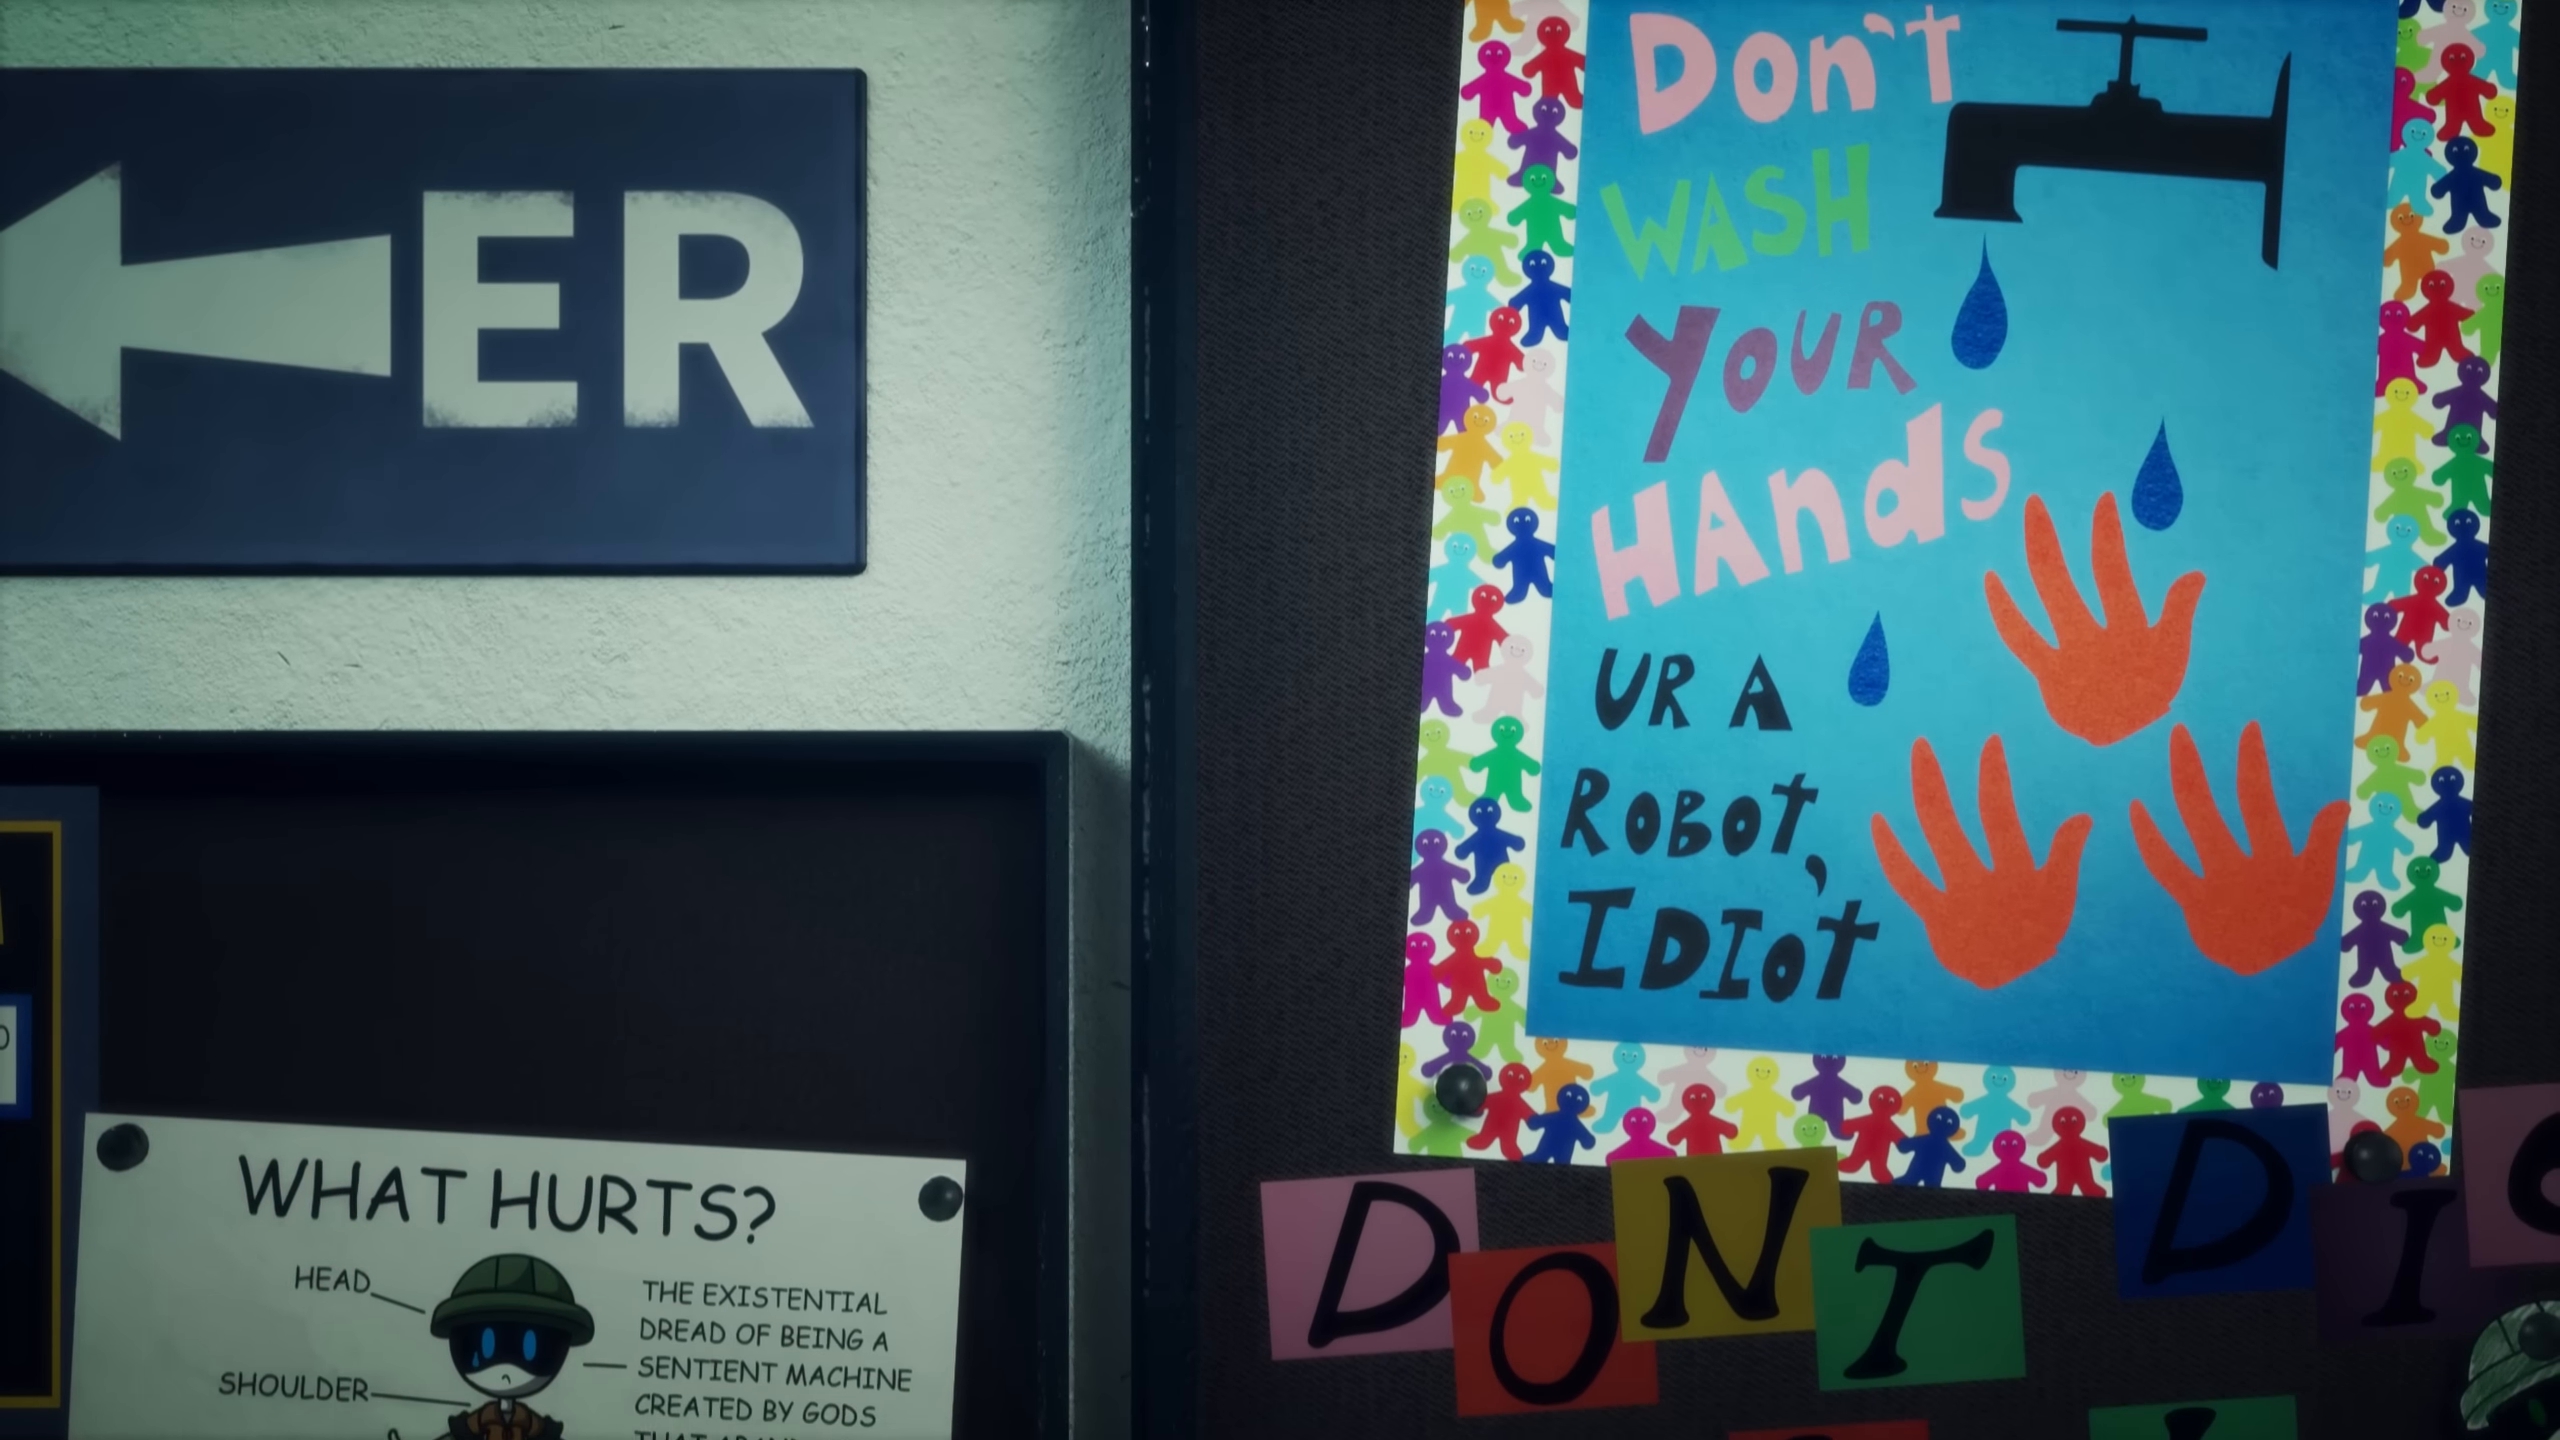 ER
Don't
WASH
YOUR
HAndS
UR A
ROBOT,
IDIOT
WHAT HURTS?
HEAD
SHOULDER
THE EXISTENTIAL
DREAD OF BEING A
SENTIENT MACHINE
CREATED BY GODS
DONT